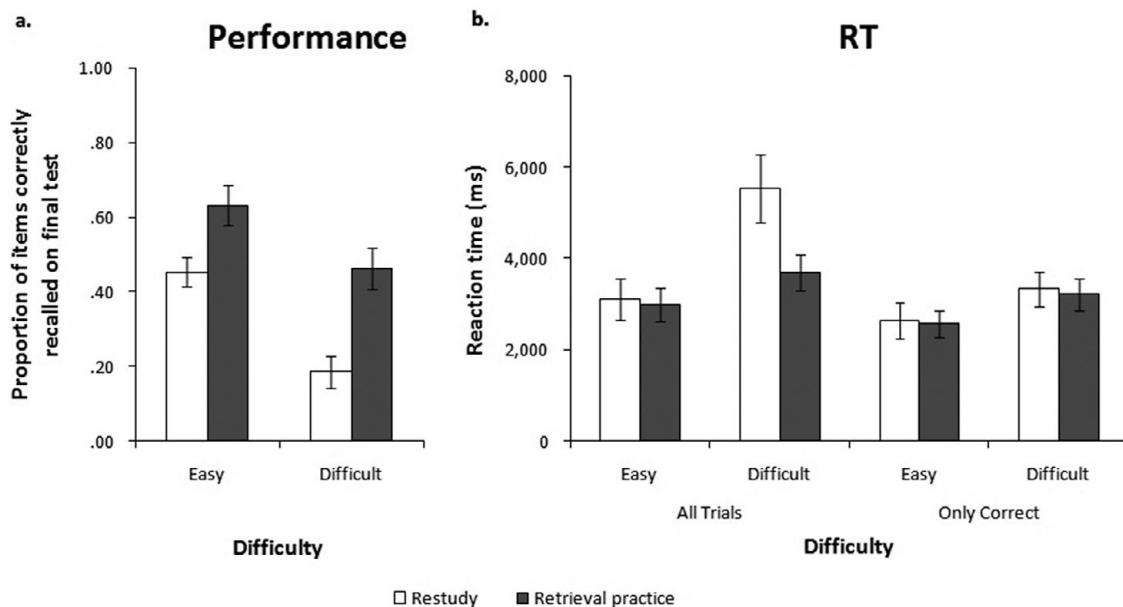 a.
Performance
Proportion of items correctly
recalled on final test
1.00
.80
.60
.40
.20
.00
Easy
Difficult
Difficulty
b.
RT
Reaction time (ms)
8,000
6,000
4,000
2,000
0
Easy
Difficult
Easy
Difficult
All Trials
Only Correct
Difficulty
Restudy
Retrieval practice